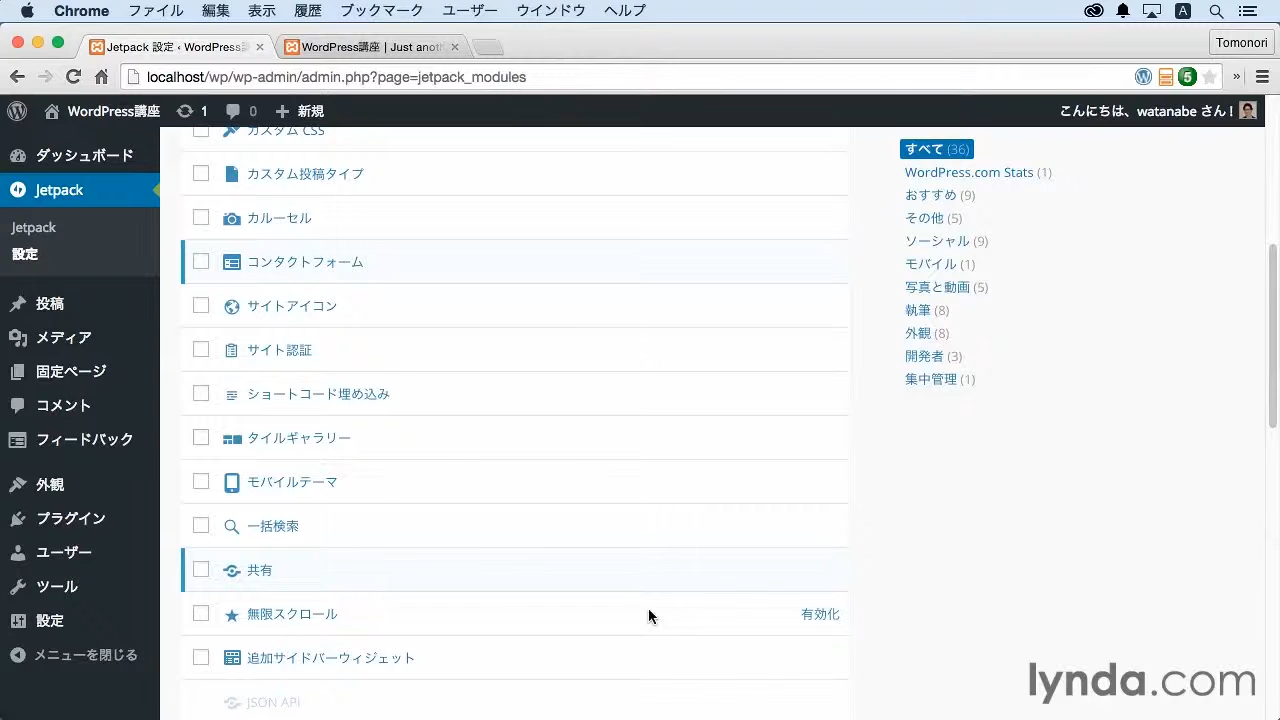 Chrome ファイル 編集 表示 履歴 ブックマーク ユーザー ウインドウ ヘルプ
Jetpack 設定 ‹ WordPress講
WordPress講座 | Just anot
Tomonori
localhost/wp/wp-admin/admin.php?page=jetpack_modules
5
WordPress講座 1 0 新規
こんにちは、watanabe さん !
ダッシュボード
Jetpack
Jetpack
設定
投稿
メディア
固定ページ
コメント
フィードバック
外観
プラグイン
ユーザー
ツール
設定
メニューを閉じる
カスタム CSS
カスタム投稿タイプ
カルーセル
コンタクトフォーム
サイトアイコン
サイト認証
ショートコード埋め込み
タイルギャラリー
モバイルテーマ
一括検索
共有
無限スクロール 有効化
追加サイドバーウィジェット
JSON API
すべて (36)
WordPress.com Stats (1)
おすすめ (9)
その他 (5)
ソーシャル (9)
モバイル (1)
写真と動画 (5)
執筆 (8)
外観 (8)
開発者 (3)
集中管理 (1)
lynda.com